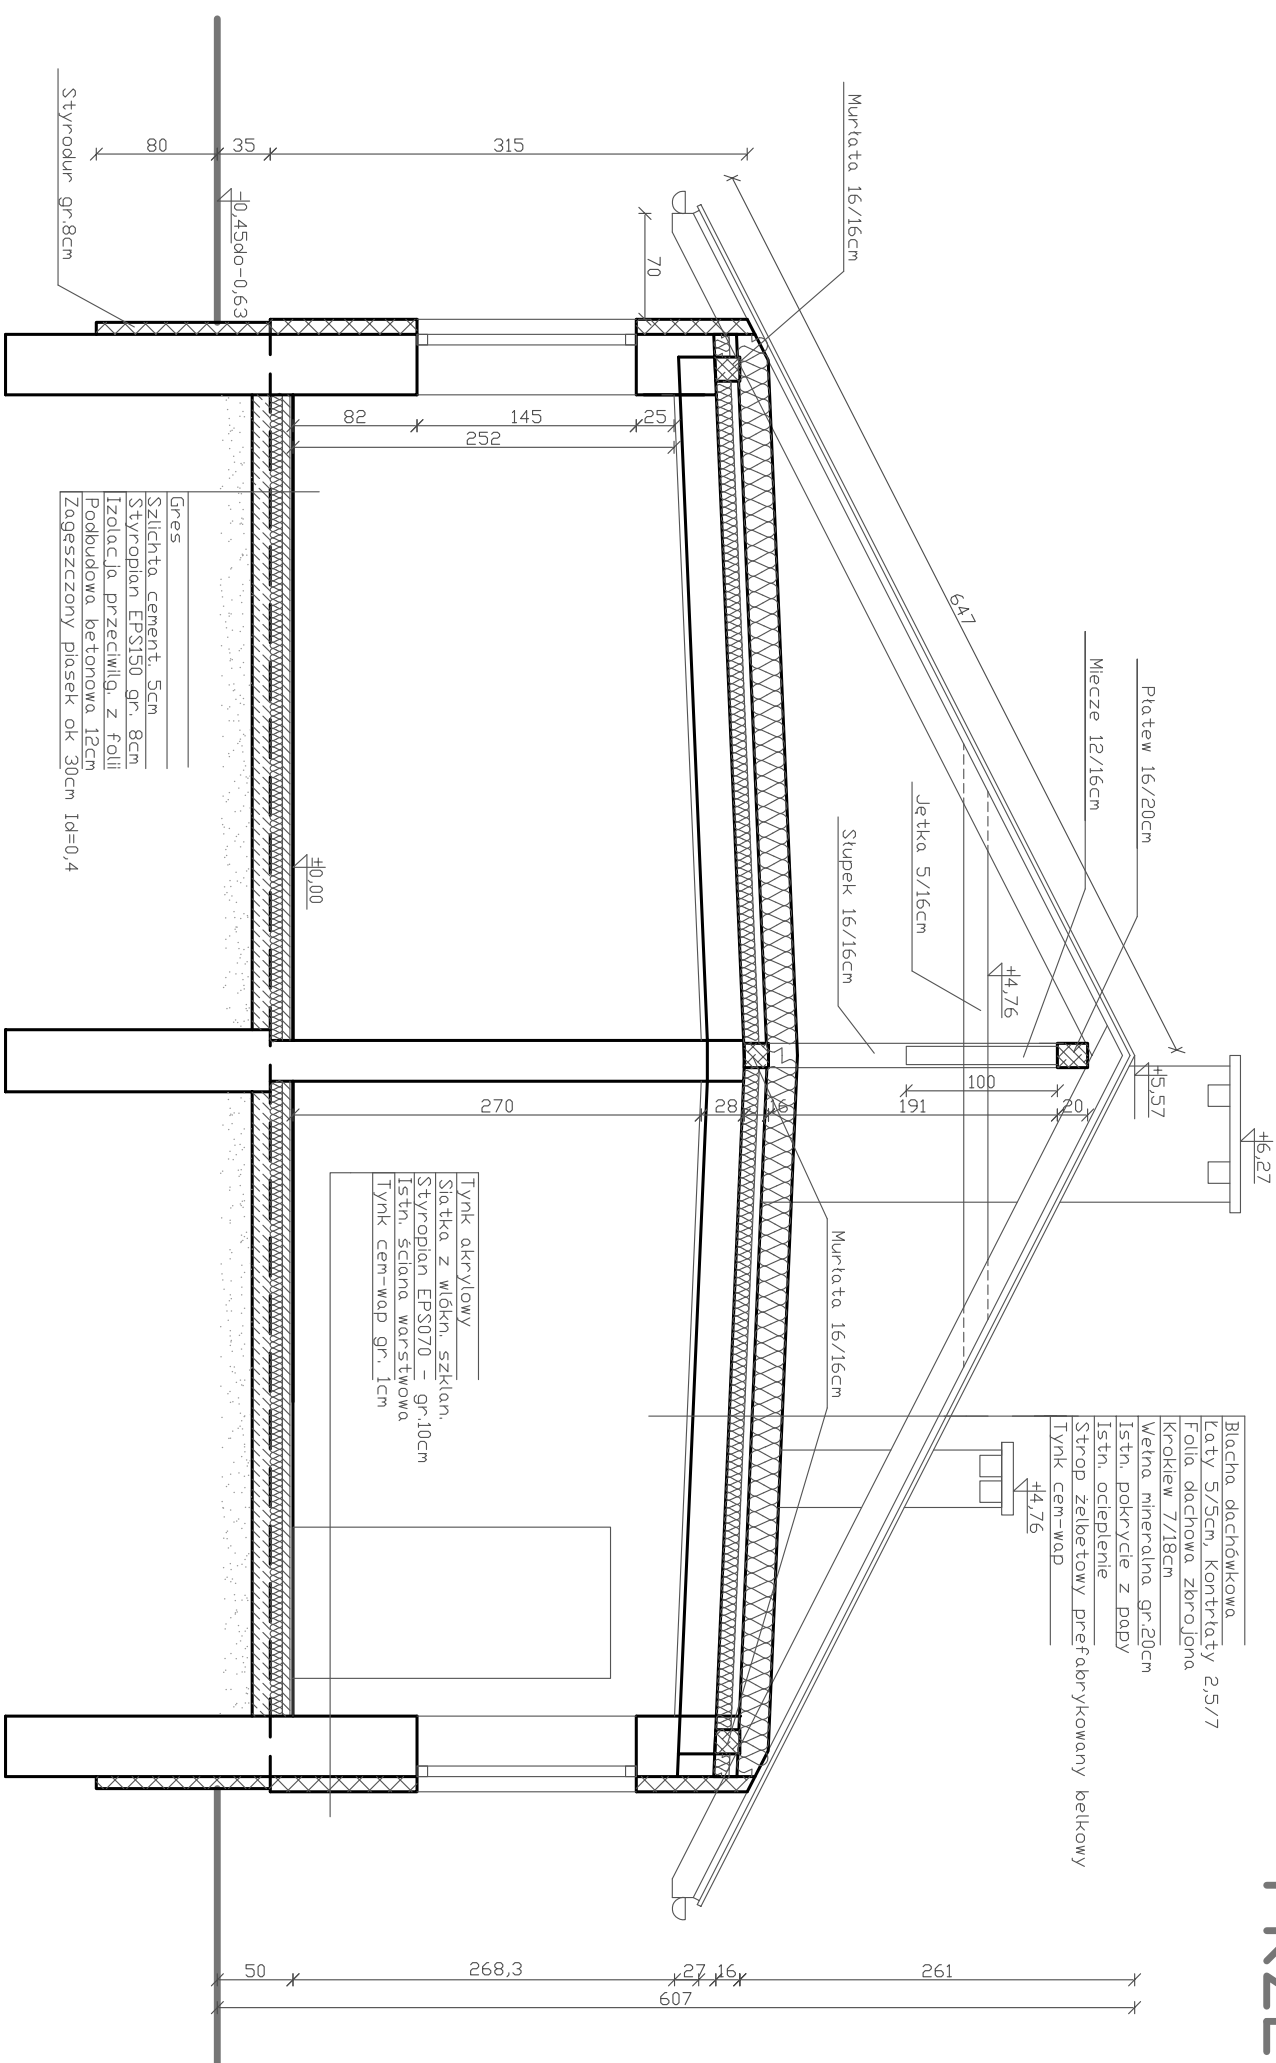 PRZE
+6,27
+5,57
Płatew 16/20cm
Miecze 12/16cm
+4,76
Jętka 5/16cm
Słupek 16/16cm
647
Murłata 16/16cm
Blacha dachówkowa
Łaty 5/5cm, Kontrłaty 2,5/7
Folia dachowa zbrojona
Krokiew 7/18cm
Wełna mineralna gr.20cm
Istn. pokrycie z papy
Istn. ocieplenie
Strop żelbetowy prefabrykowany belkowy
Tynk cem-wap
+4,76
Murłata 16/16cm
20
100
191
16
28
270
70
315
35
80
25
145
82
252
Tynk akrylowy
Siatka z włókn. szklan.
Styropian EPS070 - gr.10cm
Istn. ściana warstwowa
Tynk cem-wap gr. 1cm
±0,00
-0,45do-0,63
Styrodur gr.8cm
Gres
Szlichta cement. 5cm
Styropian EPS150 gr. 8cm
Izolacja przeciwilg. z folii
Podbudowa betonowa 12cm
Zagęszczony piasek ok 30cm Id=0,4
261
16
27
268,3
50
607